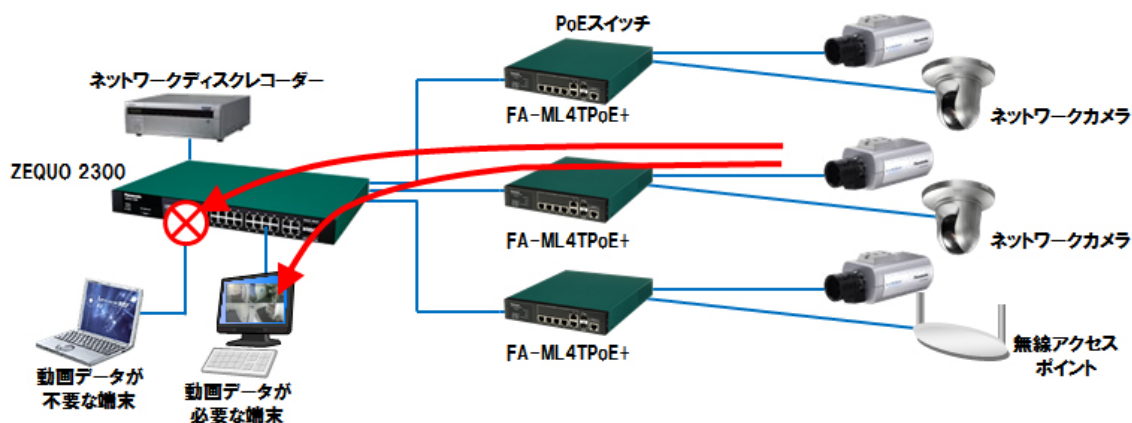 PoEスイッチ
ネットワークディスクレコーダー
FA-ML4TPoE+
ネットワークカメラ
ZEQUO 2300
FA-ML4TPoE+
ネットワークカメラ
FA-ML4TPoE+
無線アクセス
ポイント
動画データが
不要な端末
動画データが
必要な端末